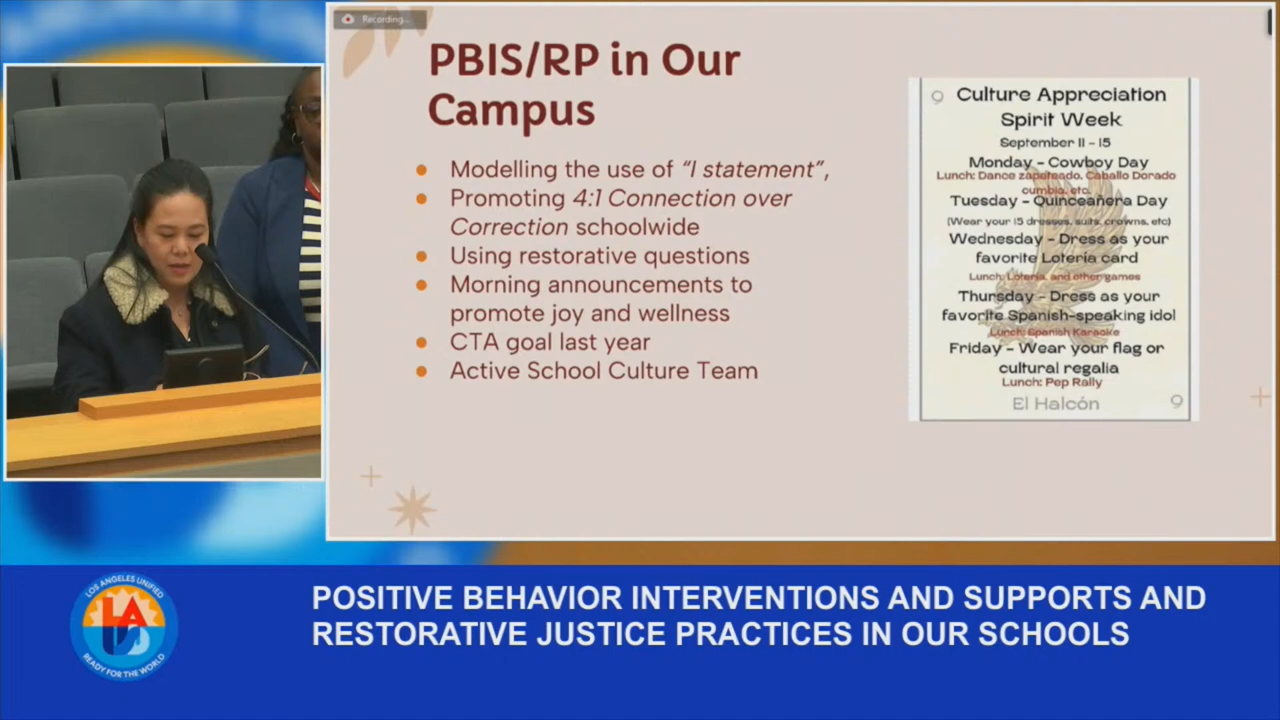 Recording...
PBIS/RP in Our
Campus
Modelling the use of "I statement",
Promoting 4:1 Connection over
Correction schoolwide
Using restorative questions
Morning announcements to
promote joy and wellness
CTA goal last year
Active School Culture Team
9
Culture Appreciation
Spirit Week
September 11 - 15
Monday - Cowboy Day
Lunch: Dance zapateado, Caballo Dorado
cumbia, etc.
Tuesday - Quinceañera Day
(Wear your 15 dresses, suits, crowns, etc)
Wednesday - Dress as your
favorite Loteria card
Lunch: Loteria, and other games
Thursday - Dress as your
favorite Spanish-speaking idol
Lunch: Spanish Karaoke
Friday - Wear your flag or
cultural regalia
Lunch: Pep Rally
El Halcón
9
LOS ANGELES UNIFIED
LA
US
READY FOR THE WORLD
POSITIVE BEHAVIOR INTERVENTIONS AND SUPPORTS AND
RESTORATIVE JUSTICE PRACTICES IN OUR SCHOOLS